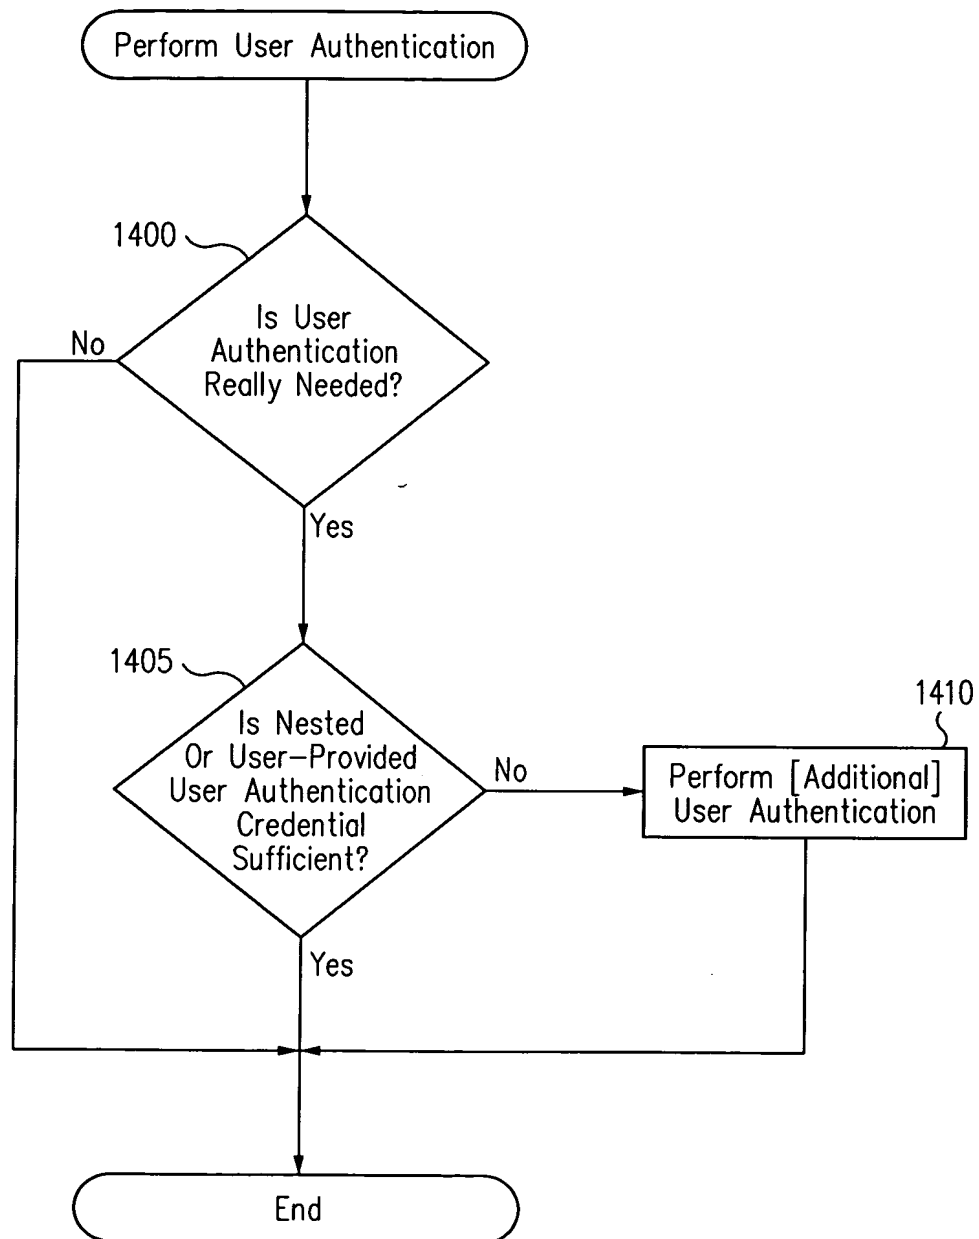 Perform User Authentication
1400
Is User
Authentication
Really Needed?
No
Yes
1405
Is Nested
Or User-Provided
User Authentication
Credential
Sufficient?
No
1410
Perform [Additional]
User Authentication
Yes
End